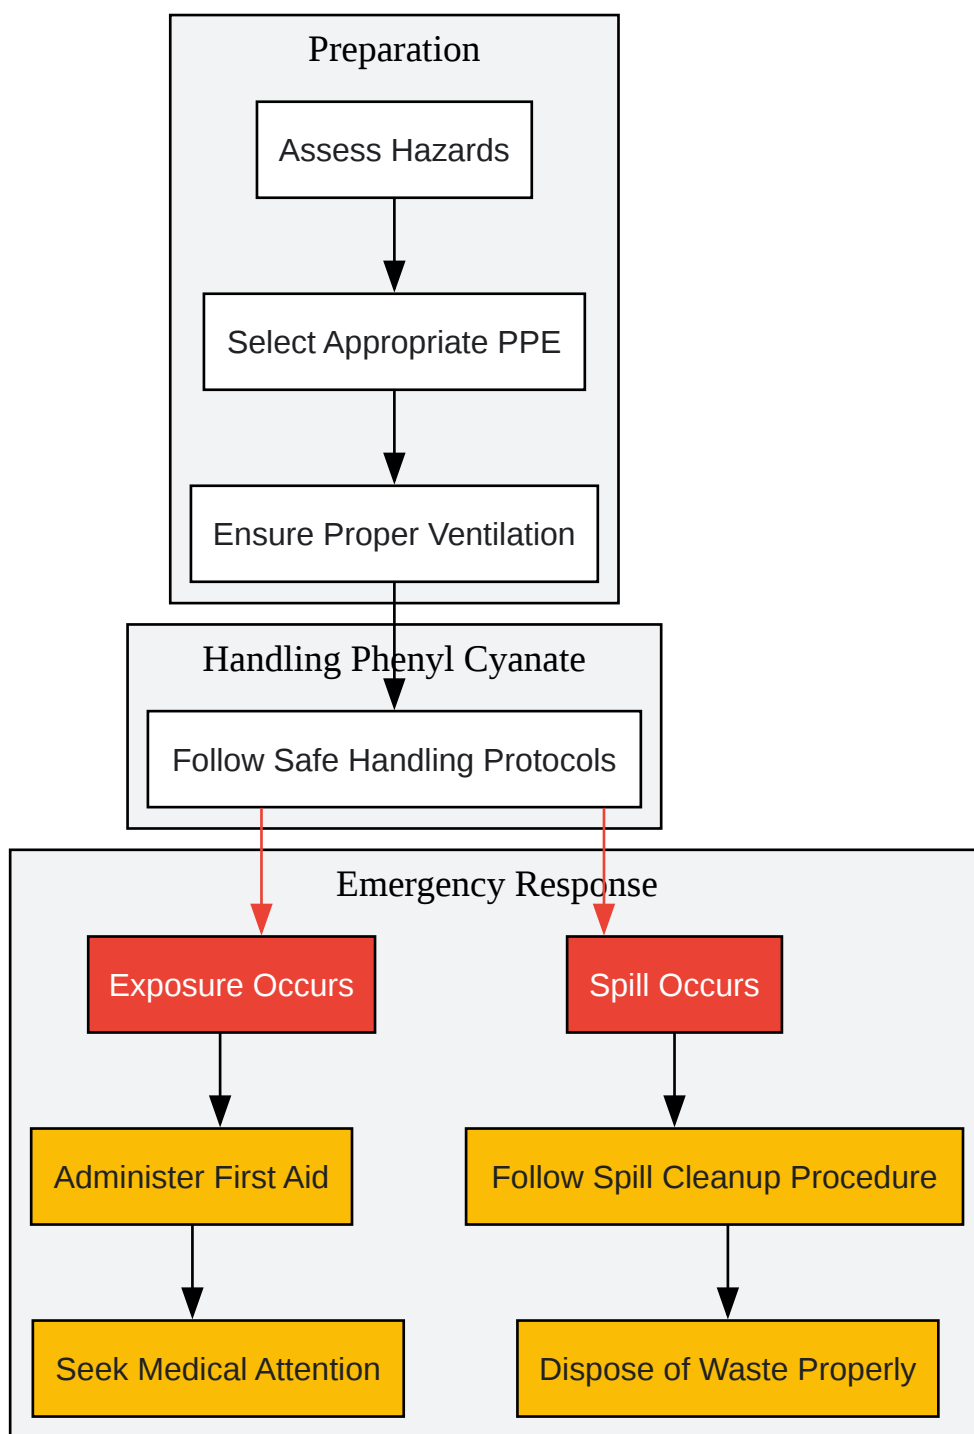 Preparation
Assess Hazards
Select Appropriate PPE
Ensure Proper Ventilation
Handling Phenyl Cyanate
Follow Safe Handling Protocols
Emergency Response
Exposure Occurs
Spill Occurs
Administer First Aid
Follow Spill Cleanup Procedure
Seek Medical Attention
Dispose of Waste Properly